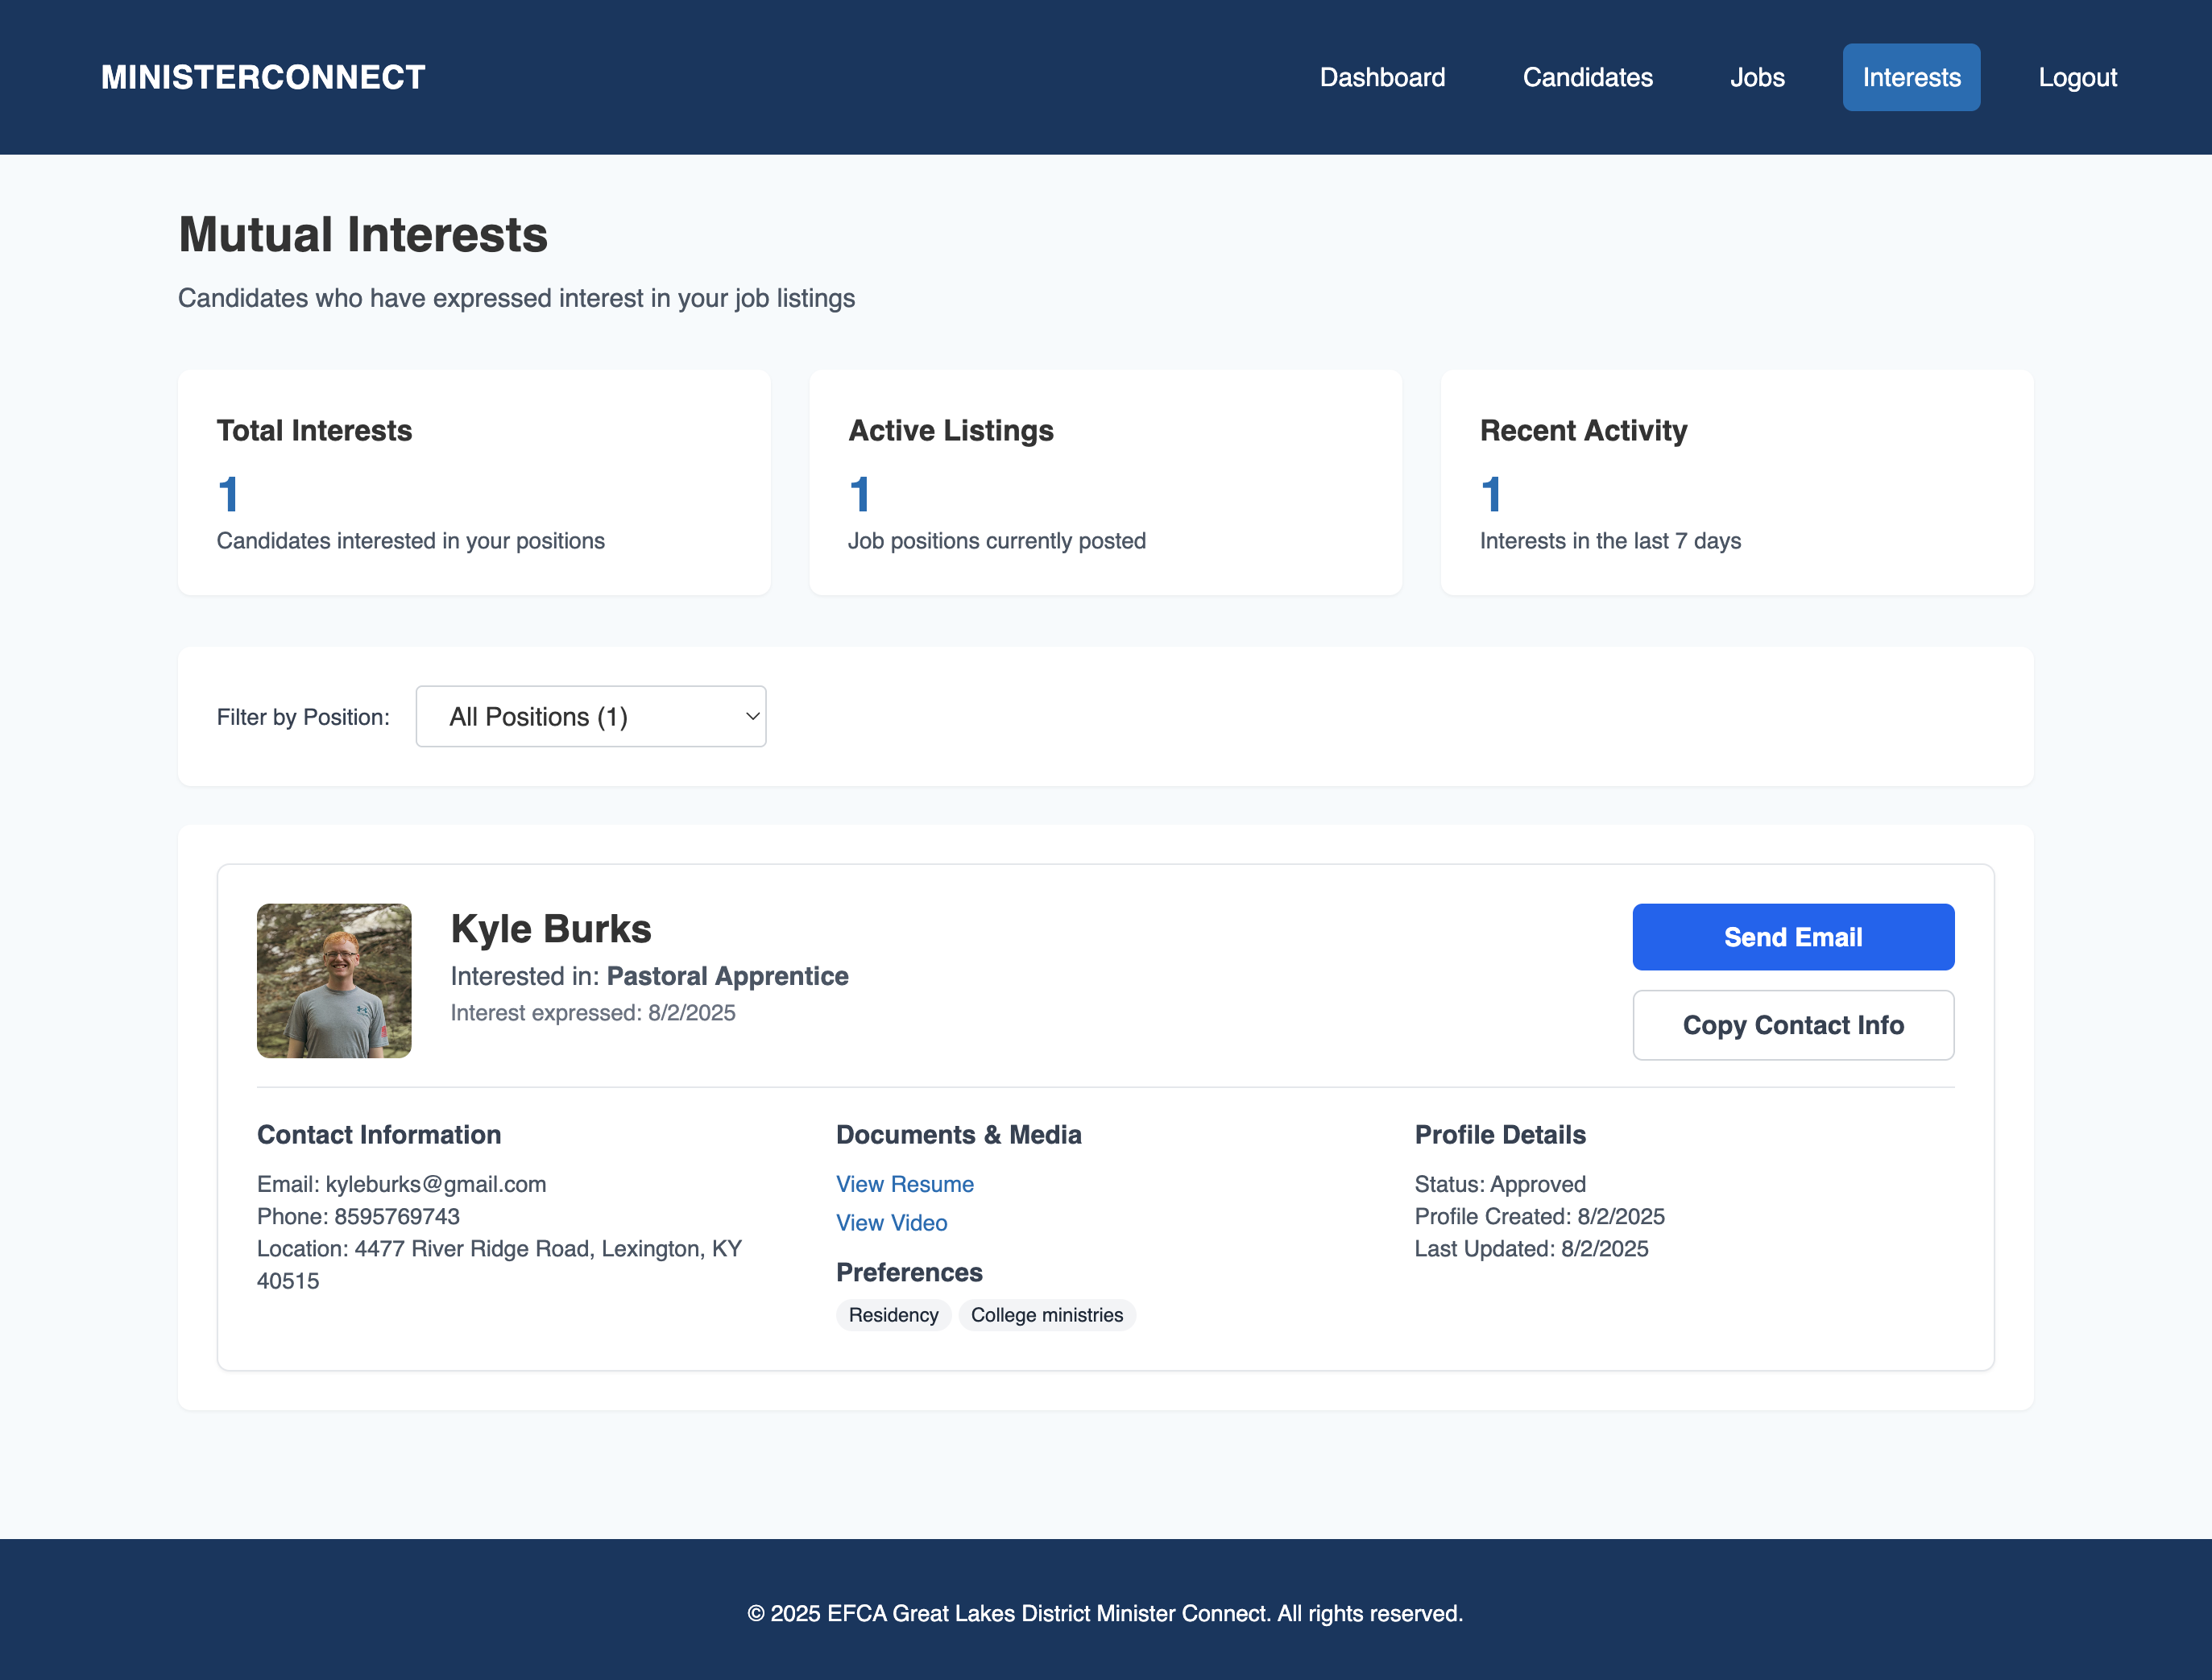 MINISTERCONNECT
Dashboard
Candidates
Jobs
Interests
Logout
Mutual Interests
Candidates who have expressed interest in your job listings
Total Interests
1
Candidates interested in your positions
Active Listings
1
Job positions currently posted
Recent Activity
1
Interests in the last 7 days
Filter by Position:
All Positions (1)
Kyle Burks
Interested in: Pastoral Apprentice
Interest expressed: 8/2/2025
Send Email
Copy Contact Info
Contact Information
Email: kyleburks@gmail.com
Phone: 8595769743
Location: 4477 River Ridge Road, Lexington, KY
40515
Documents & Media
View Resume
View Video
Preferences
Residency
College ministries
Profile Details
Status: Approved
Profile Created: 8/2/2025
Last Updated: 8/2/2025
© 2025 EFCA Great Lakes District Minister Connect. All rights reserved.